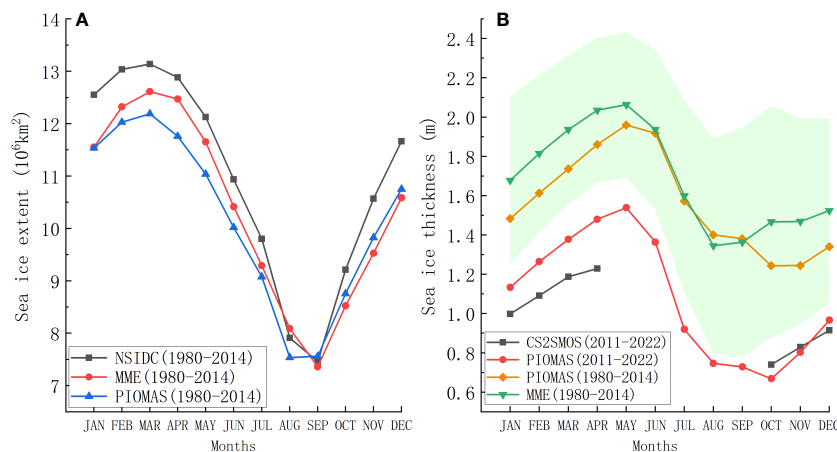 A
Sea ice extent (10⁶km²)
14
13
12
11
10
9
8
7
NSIDC(1980-2014)
MME(1980-2014)
PIOMAS(1980-2014)
JAN FEB MAR APR MAY JUN JUL AUG SEP OCT NOV DEC
Months
B
Sea ice thickness (m)
2.4
2.2
2.0
1.8
1.6
1.4
1.2
1.0
0.8
0.6
CS2SMOS(2011-2022)
PIOMAS(2011-2022)
PIOMAS(1980-2014)
MME(1980-2014)
JAN FEB MAR APR MAY JUN JUL AUG SEP OCT NOV DEC
Months